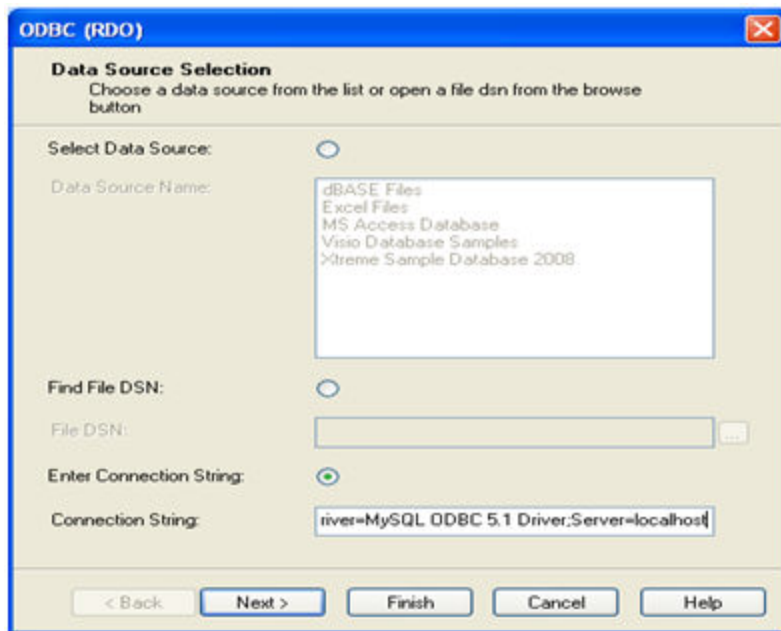 ODBC (RDO)
Data Source Selection
Choose a data source from the list or open a file dsn from the browse
button
Select Data Source:
Data Source Name:
dBASE Files
Excel Files
MS Access Database
Visio Database Samples
Xtreme Sample Database 2008
Find File DSN:
File DSN:
...
Enter Connection String:
Connection String:
river=MySQL ODBC 5.1 Driver;Server=localhost
< Back
Next >
Finish
Cancel
Help